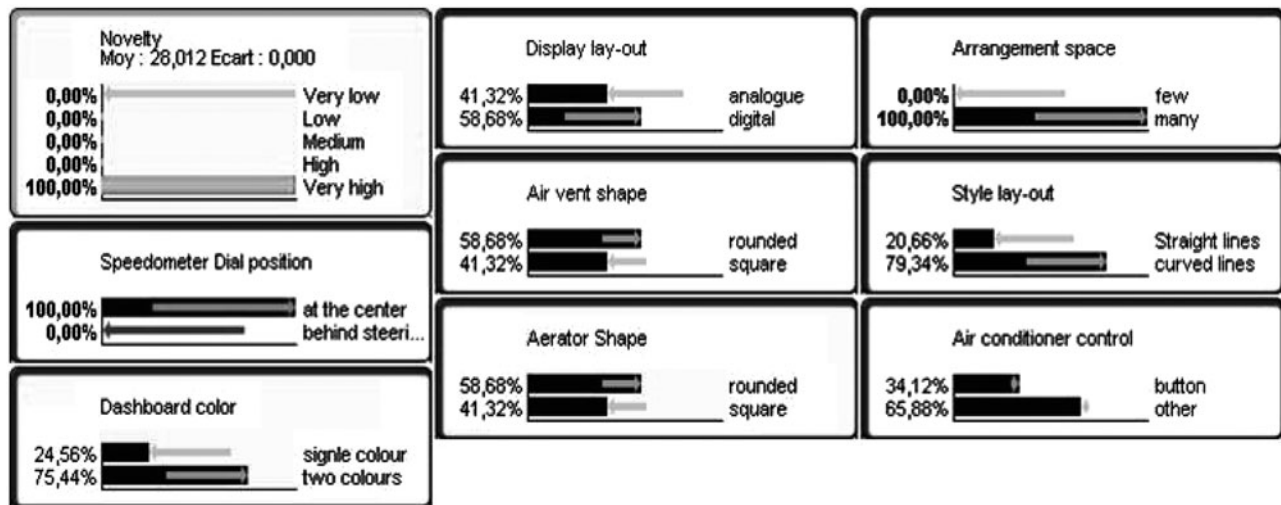 Novelty
Moy : 28,012 Ecart : 0,000
0,00% Very low
0,00% Low
0,00% Medium
0,00% High
100,00% Very high
Speedometer Dial position
100,00% at the center
0,00% behind steeri...
Dashboard color
24,56% signle colour
75,44% two colours
Display lay-out
41,32% analogue
58,68% digital
Air vent shape
58,68% rounded
41,32% square
Aerator Shape
58,68% rounded
41,32% square
Arrangement space
0,00% few
100,00% many
Style lay-out
20,66% Straight lines
79,34% curved lines
Air conditioner control
34,12% button
65,88% other